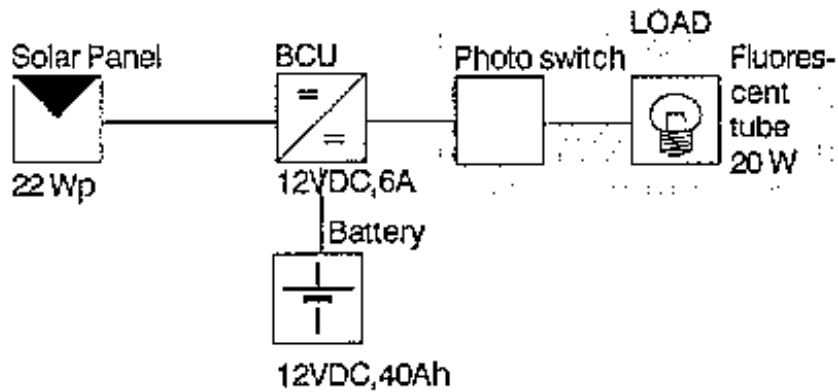 LOAD
Solar Panel
BCU
Photo switch
Fluores-
cent
tube
20 W
22 Wp
12VDC,6A
Battery
12VDC,40Ah